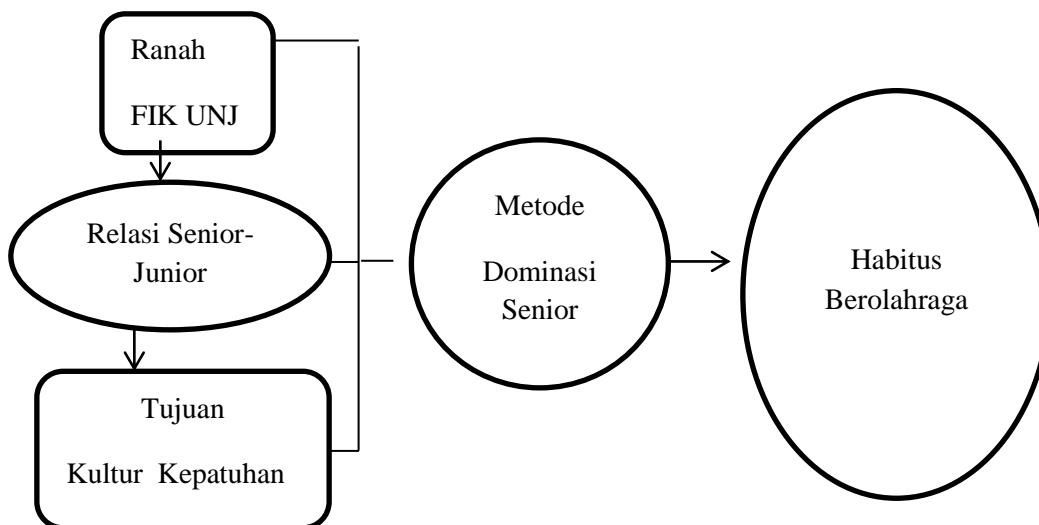 Ranah
FIK UNJ
Relasi Senior-
Junior
Tujuan
Kultur Kepatuhan
Metode
Dominasi
Senior
Habitus
Berolahraga